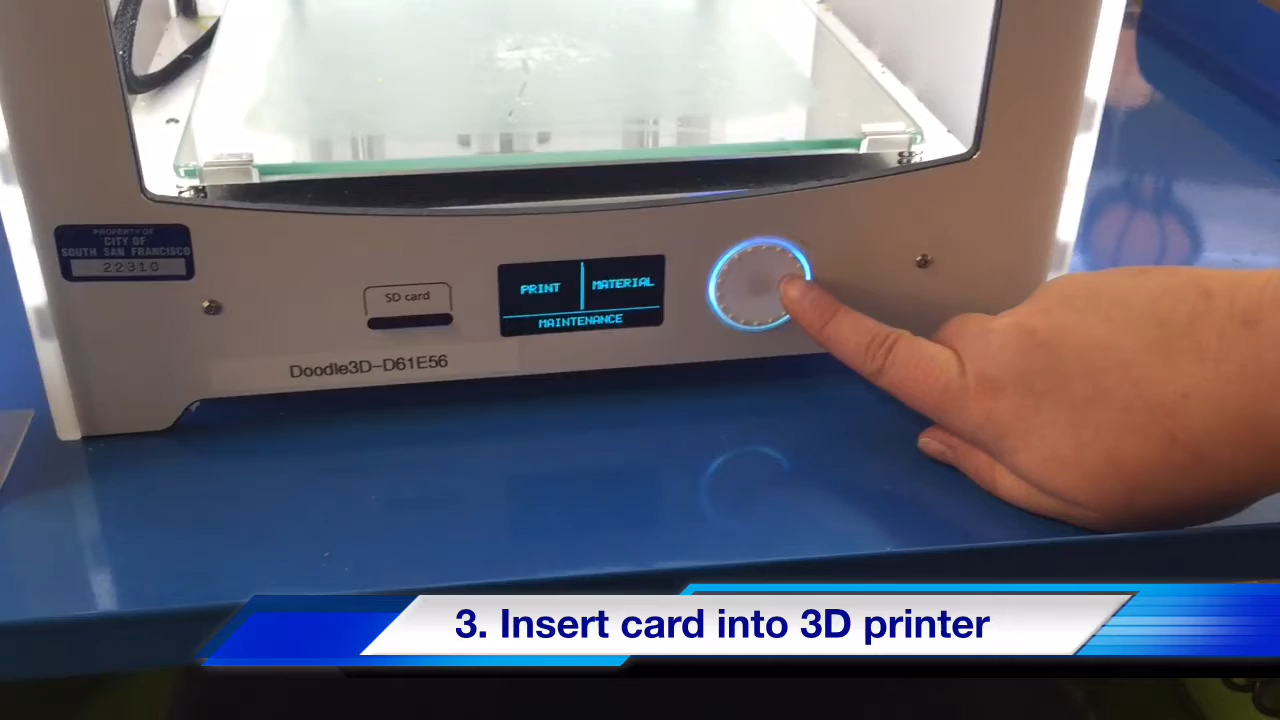 PROPERTY OF
CITY OF
SOUTH SAN FRANCISCO
22310
SD card
PRINT
MATERIAL
MAINTENANCE
Doodle3D-D61E56
3. Insert card into 3D printer